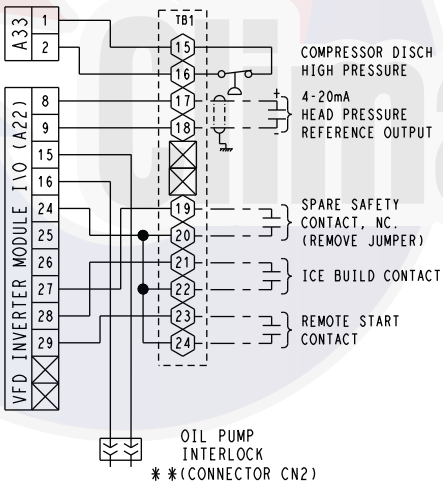 A33
1
2
TB1
15
16
17
18
19
20
21
22
23
24
COMPRESSOR DISCH
HIGH PRESSURE
+
4-20mA
HEAD PRESSURE
REFERENCE OUTPUT
-
VFD INVERTER MODULE I\O (A22)
8
9
15
16
24
25
26
27
28
29
SPARE SAFETY
CONTACT, NC.
(REMOVE JUMPER)
ICE BUILD CONTACT
REMOTE START
CONTACT
OIL PUMP
INTERLOCK
**(CONNECTOR CN2)